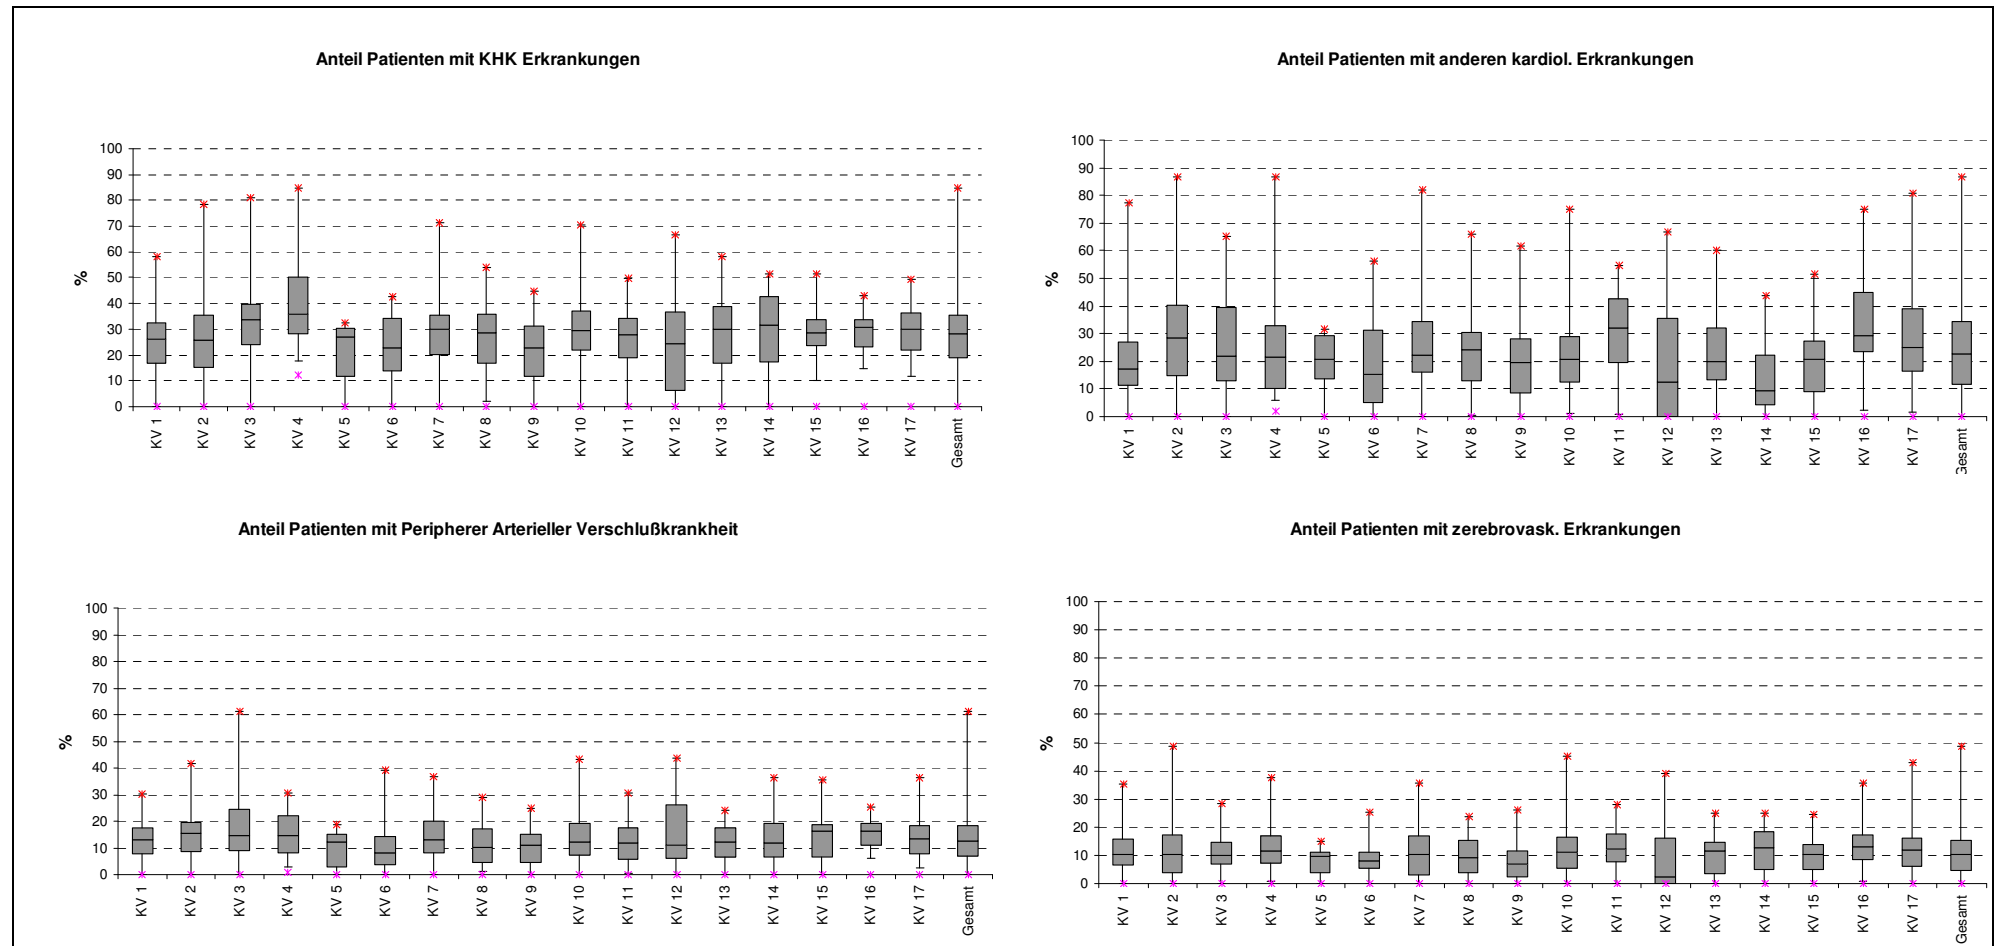 Anteil Patienten mit KHK Erkrankungen
100
90
80
70
60
50
40
30
20
10
0
%
KV 1
KV 2
KV 3
KV 4
KV 5
KV 6
KV 7
KV 8
KV 9
KV 10
KV 11
KV 12
KV 13
KV 14
KV 15
KV 16
KV 17
Gesamt
Anteil Patienten mit anderen kardiol. Erkrankungen
100
90
80
70
60
50
40
30
20
10
0
%
KV 1
KV 2
KV 3
KV 4
KV 5
KV 6
KV 7
KV 8
KV 9
KV 10
KV 11
KV 12
KV 13
KV 14
KV 15
KV 16
KV 17
Gesamt
Anteil Patienten mit Peripherer Arterieller Verschlußkrankheit
100
90
80
70
60
50
40
30
20
10
0
%
KV 1
KV 2
KV 3
KV 4
KV 5
KV 6
KV 7
KV 8
KV 9
KV 10
KV 11
KV 12
KV 13
KV 14
KV 15
KV 16
KV 17
Gesamt
Anteil Patienten mit zerebrovask. Erkrankungen
100
90
80
70
60
50
40
30
20
10
0
%
KV 1
KV 2
KV 3
KV 4
KV 5
KV 6
KV 7
KV 8
KV 9
KV 10
KV 11
KV 12
KV 13
KV 14
KV 15
KV 16
KV 17
Gesamt